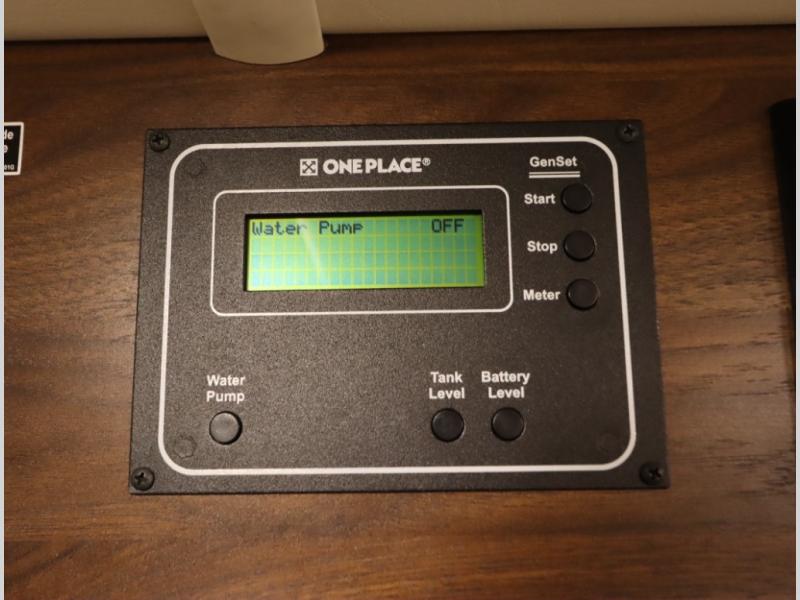 ONE PLACE®
GenSet
Start
Stop
Meter
Water Pump OFF
Water
Pump
Tank
Level
Battery
Level